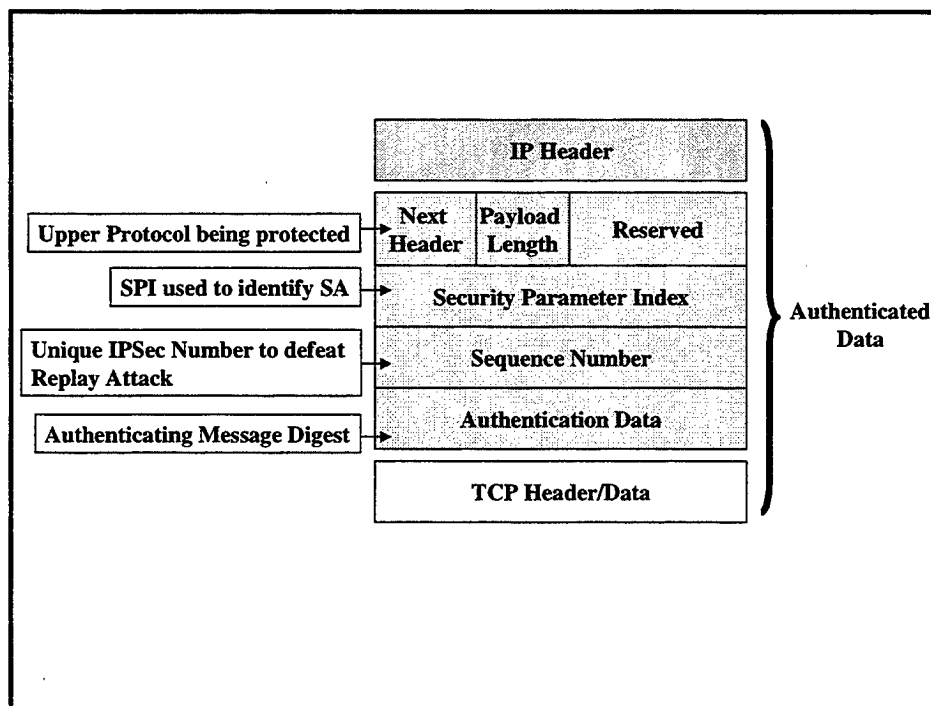 IP Header
Upper Protocol being protected
Next
Header
Payload
Length
Reserved
SPI used to identify SA
Security Parameter Index
Authenticated
Data
Unique IPSec Number to defeat
Replay Attack
Sequence Number
Authenticating Message Digest
Authentication Data
TCP Header/Data